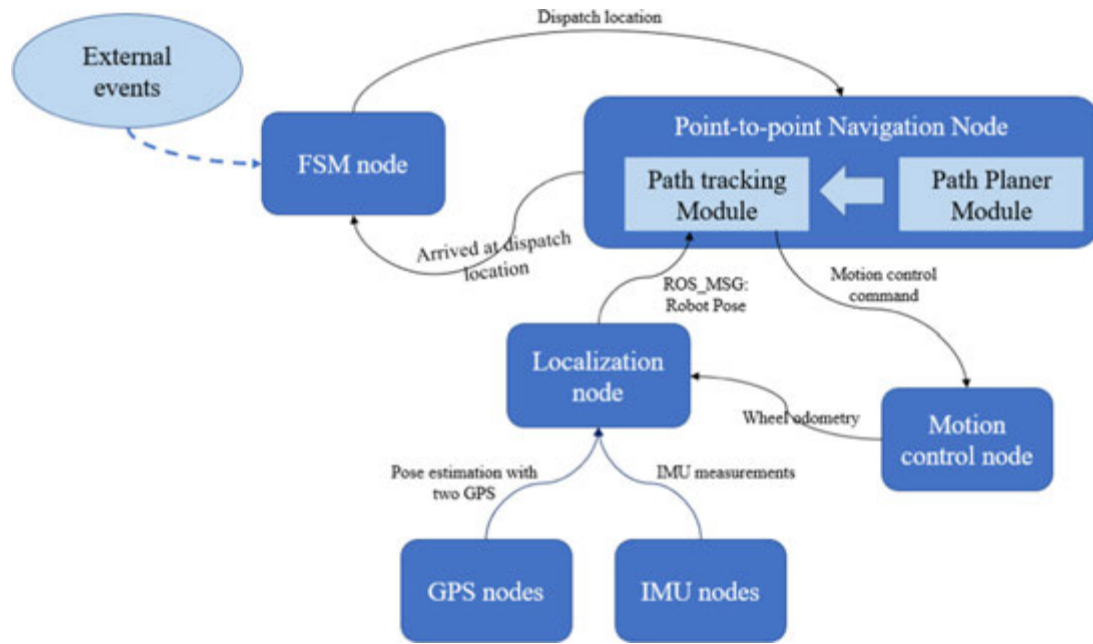 Dispatch location
External
events
FSM node
Point-to-point Navigation Node
Path tracking
Module
Path Planer
Module
Arrived at dispatch
location
ROS_MSG:
Robot Pose
Motion control
command
Localization
node
Wheel odometry
Motion
control node
Pose estimation with
two GPS
IMU measurements
GPS nodes
IMU nodes